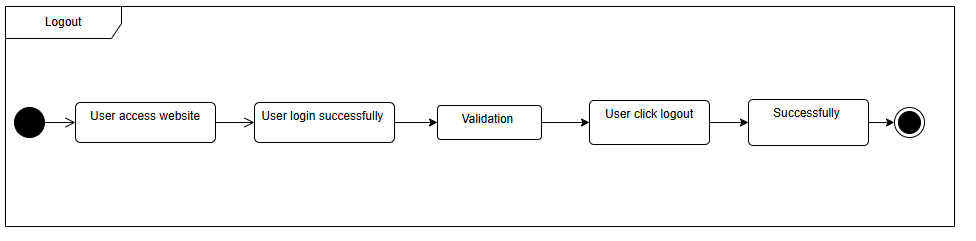 Logout
User access website
User login successfully
Validation
User click logout
Successfully